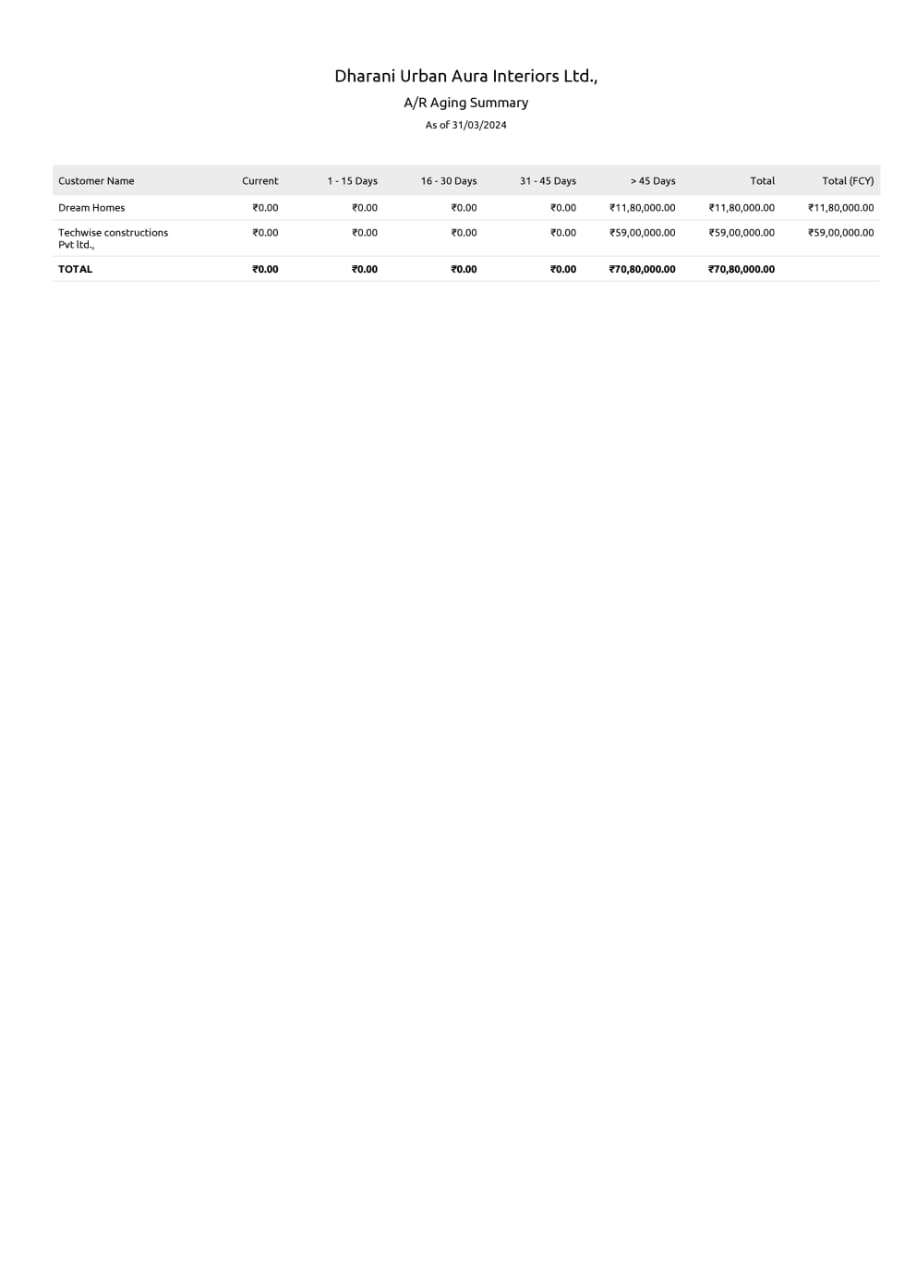 Dharani Urban Aura Interiors Ltd.,
A/R Aging Summary
As of 31/03/2024
Customer Name Current 1 - 15 Days 16 - 30 Days 31 - 45 Days > 45 Days Total Total (FCY)
Dream Homes ₹0.00 ₹0.00 ₹0.00 ₹0.00 ₹11,80,000.00 ₹11,80,000.00 ₹11,80,000.00
Techwise constructions ₹0.00 ₹0.00 ₹0.00 ₹0.00 ₹59,00,000.00 ₹59,00,000.00 ₹59,00,000.00
Pvt ltd.,
TOTAL ₹0.00 ₹0.00 ₹0.00 ₹0.00 ₹70,80,000.00 ₹70,80,000.00